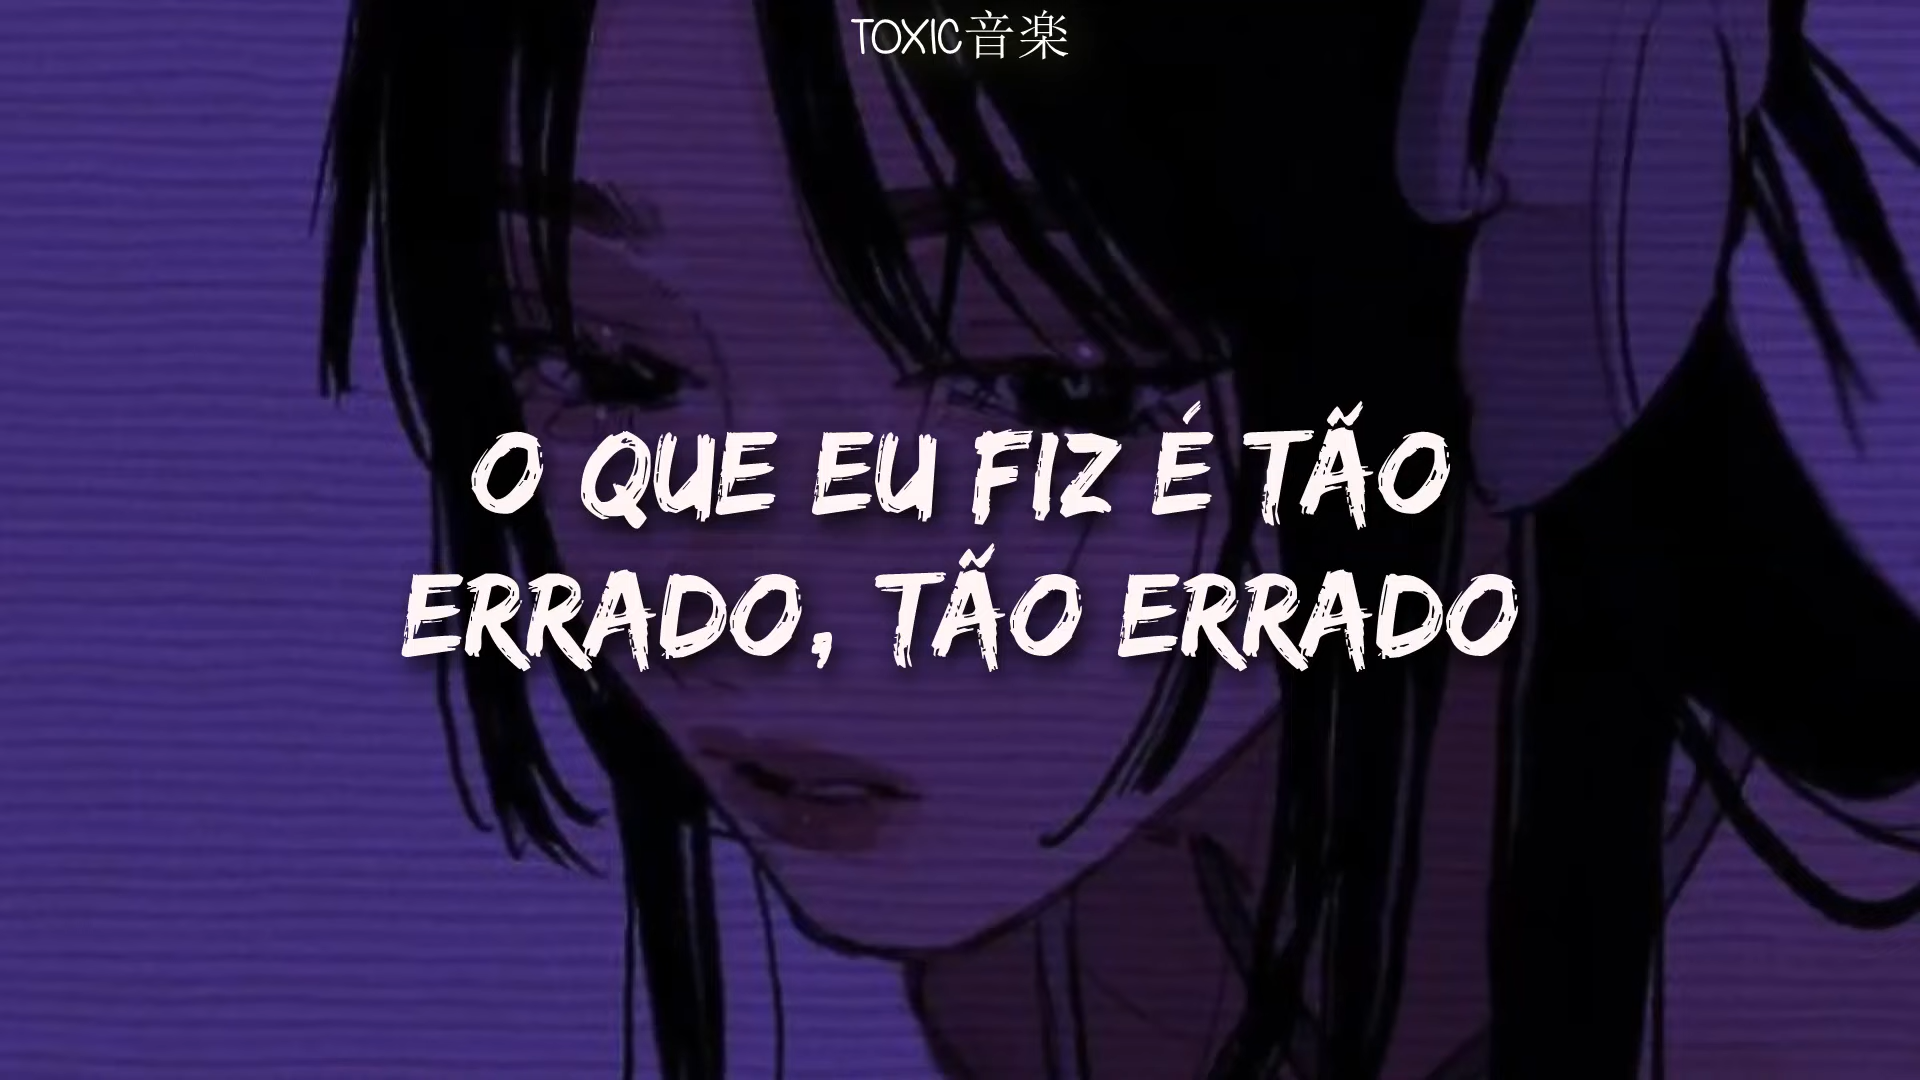 TOXIC音楽
O QUE EU FIZ É TÃO
ERRADO, TÃO ERRADO